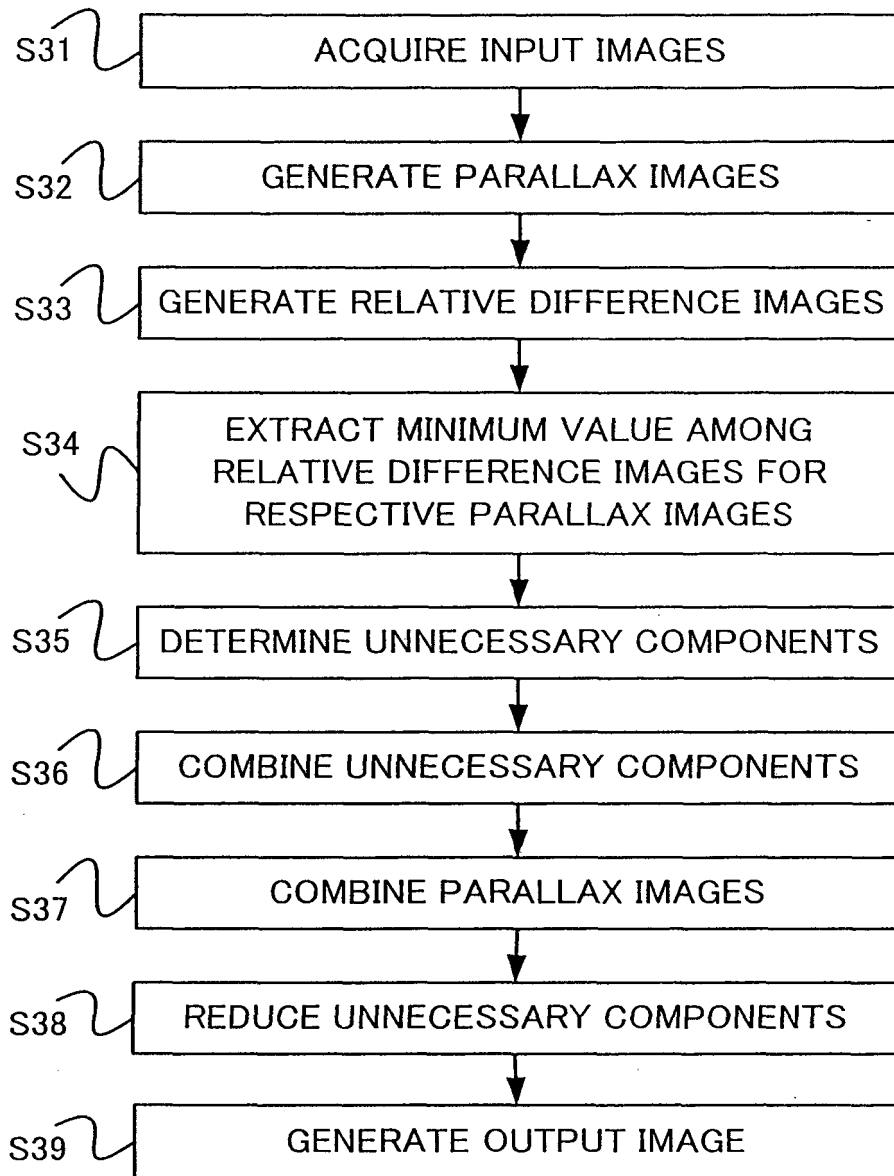 S31
ACQUIRE INPUT IMAGES
S32
GENERATE PARALLAX IMAGES
S33
GENERATE RELATIVE DIFFERENCE IMAGES
S34
EXTRACT MINIMUM VALUE AMONG
RELATIVE DIFFERENCE IMAGES FOR
RESPECTIVE PARALLAX IMAGES
S35
DETERMINE UNNECESSARY COMPONENTS
S36
COMBINE UNNECESSARY COMPONENTS
S37
COMBINE PARALLAX IMAGES
S38
REDUCE UNNECESSARY COMPONENTS
S39
GENERATE OUTPUT IMAGE